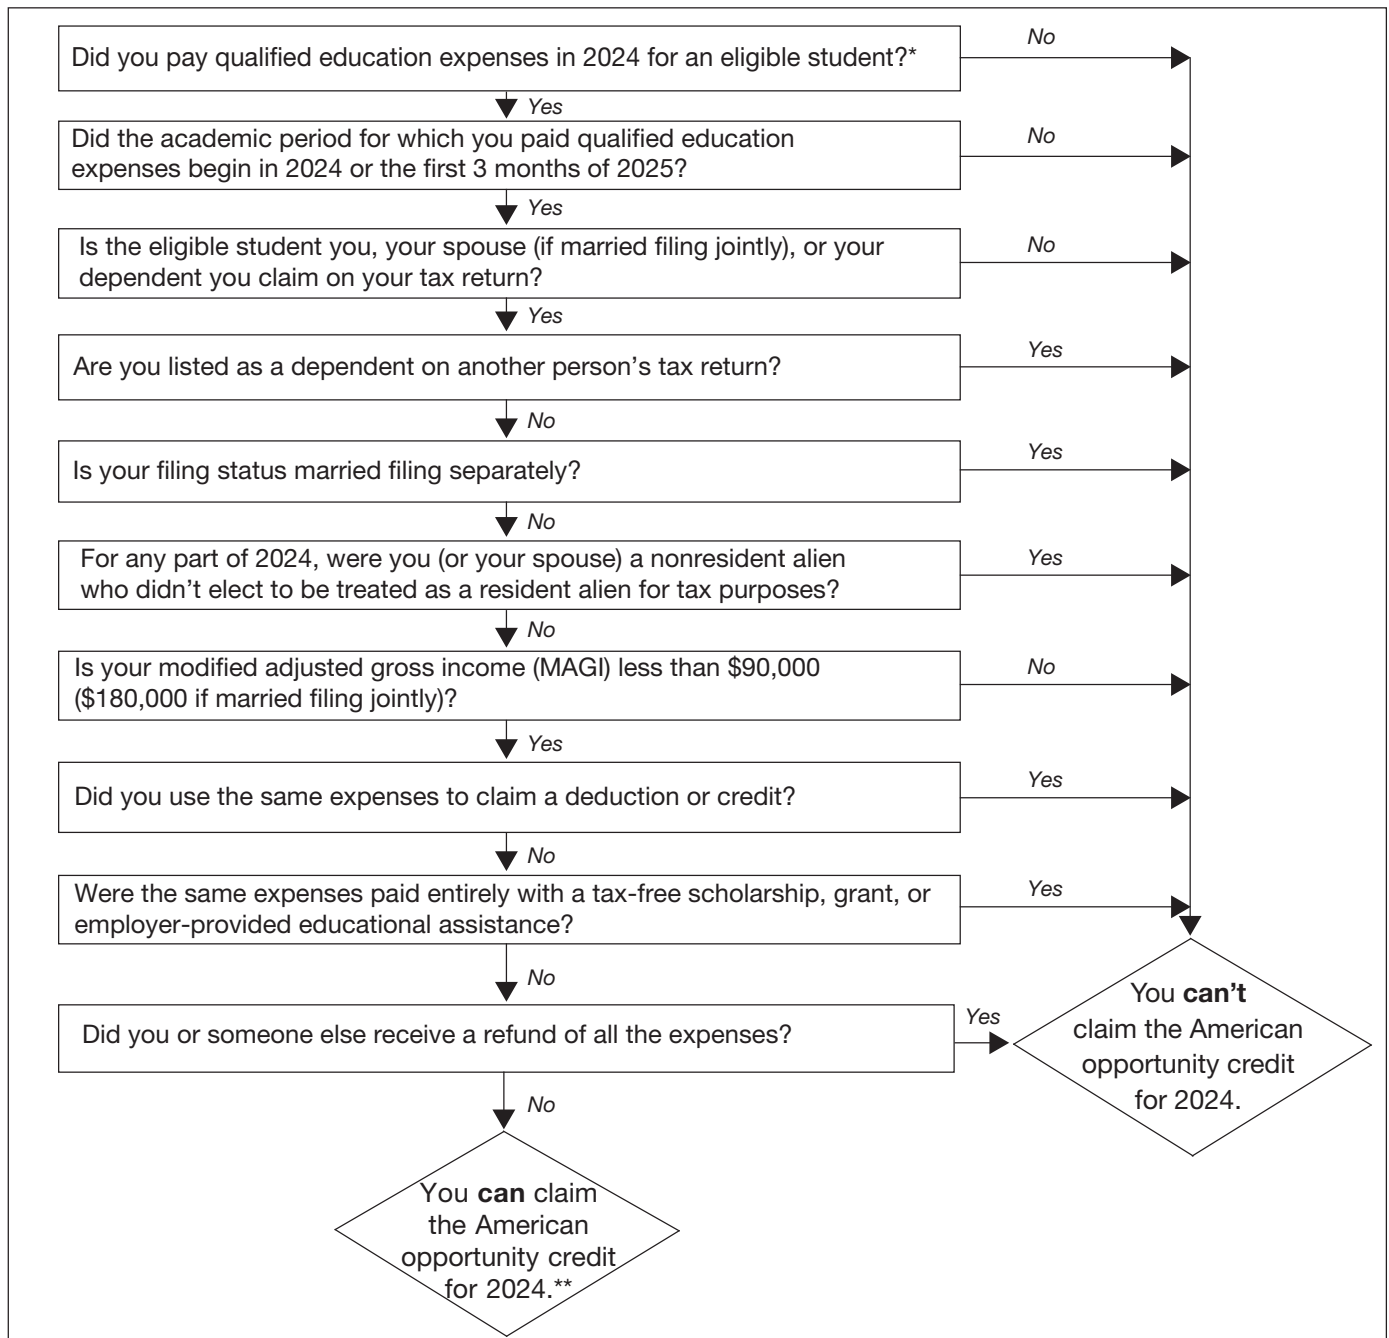 Did you pay qualified education expenses in 2024 for an eligible student?*
No
Yes
Did the academic period for which you paid qualified education
expenses begin in 2024 or the first 3 months of 2025?
No
Yes
Is the eligible student you, your spouse (if married filing jointly), or your
dependent you claim on your tax return?
No
Yes
Are you listed as a dependent on another person’s tax return?
Yes
No
Is your filing status married filing separately?
Yes
No
For any part of 2024, were you (or your spouse) a nonresident alien
who didn’t elect to be treated as a resident alien for tax purposes?
Yes
No
Is your modified adjusted gross income (MAGI) less than $90,000
($180,000 if married filing jointly)?
No
Yes
Did you use the same expenses to claim a deduction or credit?
Yes
No
Were the same expenses paid entirely with a tax-free scholarship, grant, or
employer-provided educational assistance?
Yes
No
Did you or someone else receive a refund of all the expenses?
Yes
You can’t
claim the American
opportunity credit
for 2024.
No
You can claim
the American
opportunity credit
for 2024.**